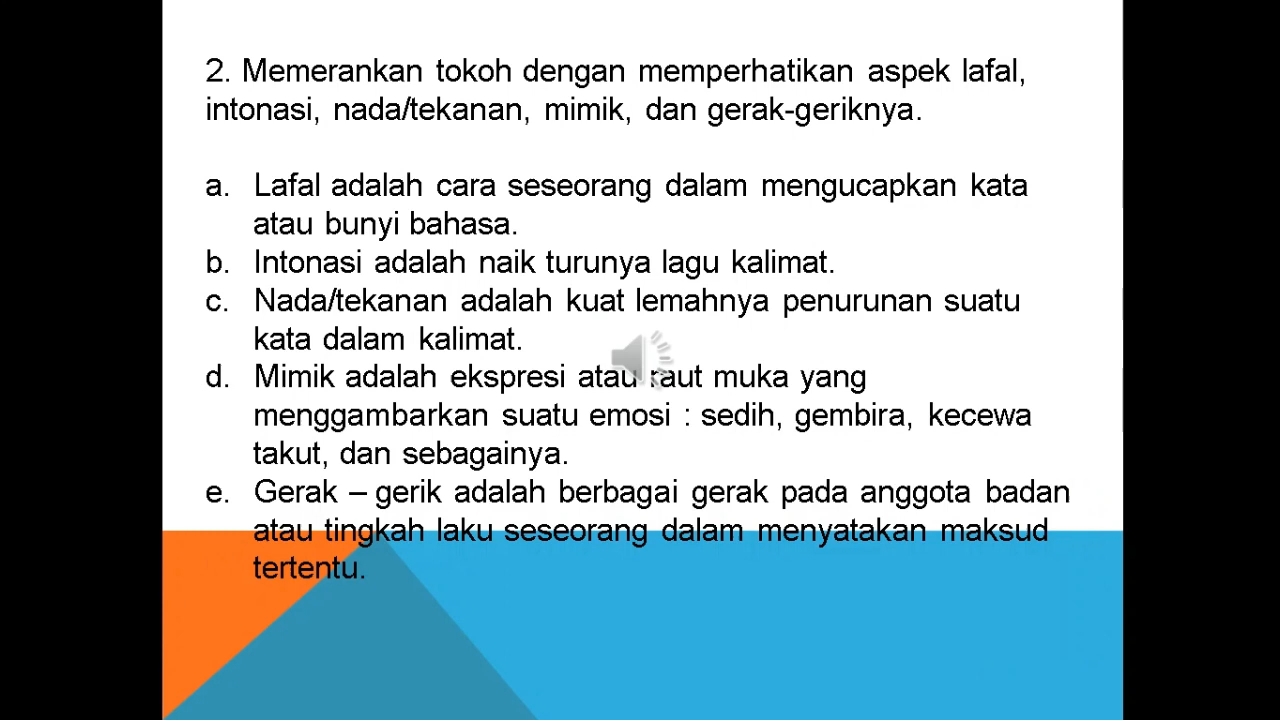 2. Memerankan tokoh dengan memperhatikan aspek lafal,
intonasi, nada/tekanan, mimik, dan gerak-geriknya.
a. Lafal adalah cara seseorang dalam mengucapkan kata
atau bunyi bahasa.
b. Intonasi adalah naik turunya lagu kalimat.
c. Nada/tekanan adalah kuat lemahnya penurunan suatu
kata dalam kalimat.
d. Mimik adalah ekspresi atau raut muka yang
menggambarkan suatu emosi : sedih, gembira, kecewa
takut, dan sebagainya.
e. Gerak – gerik adalah berbagai gerak pada anggota badan
atau tingkah laku seseorang dalam menyatakan maksud
tertentu.